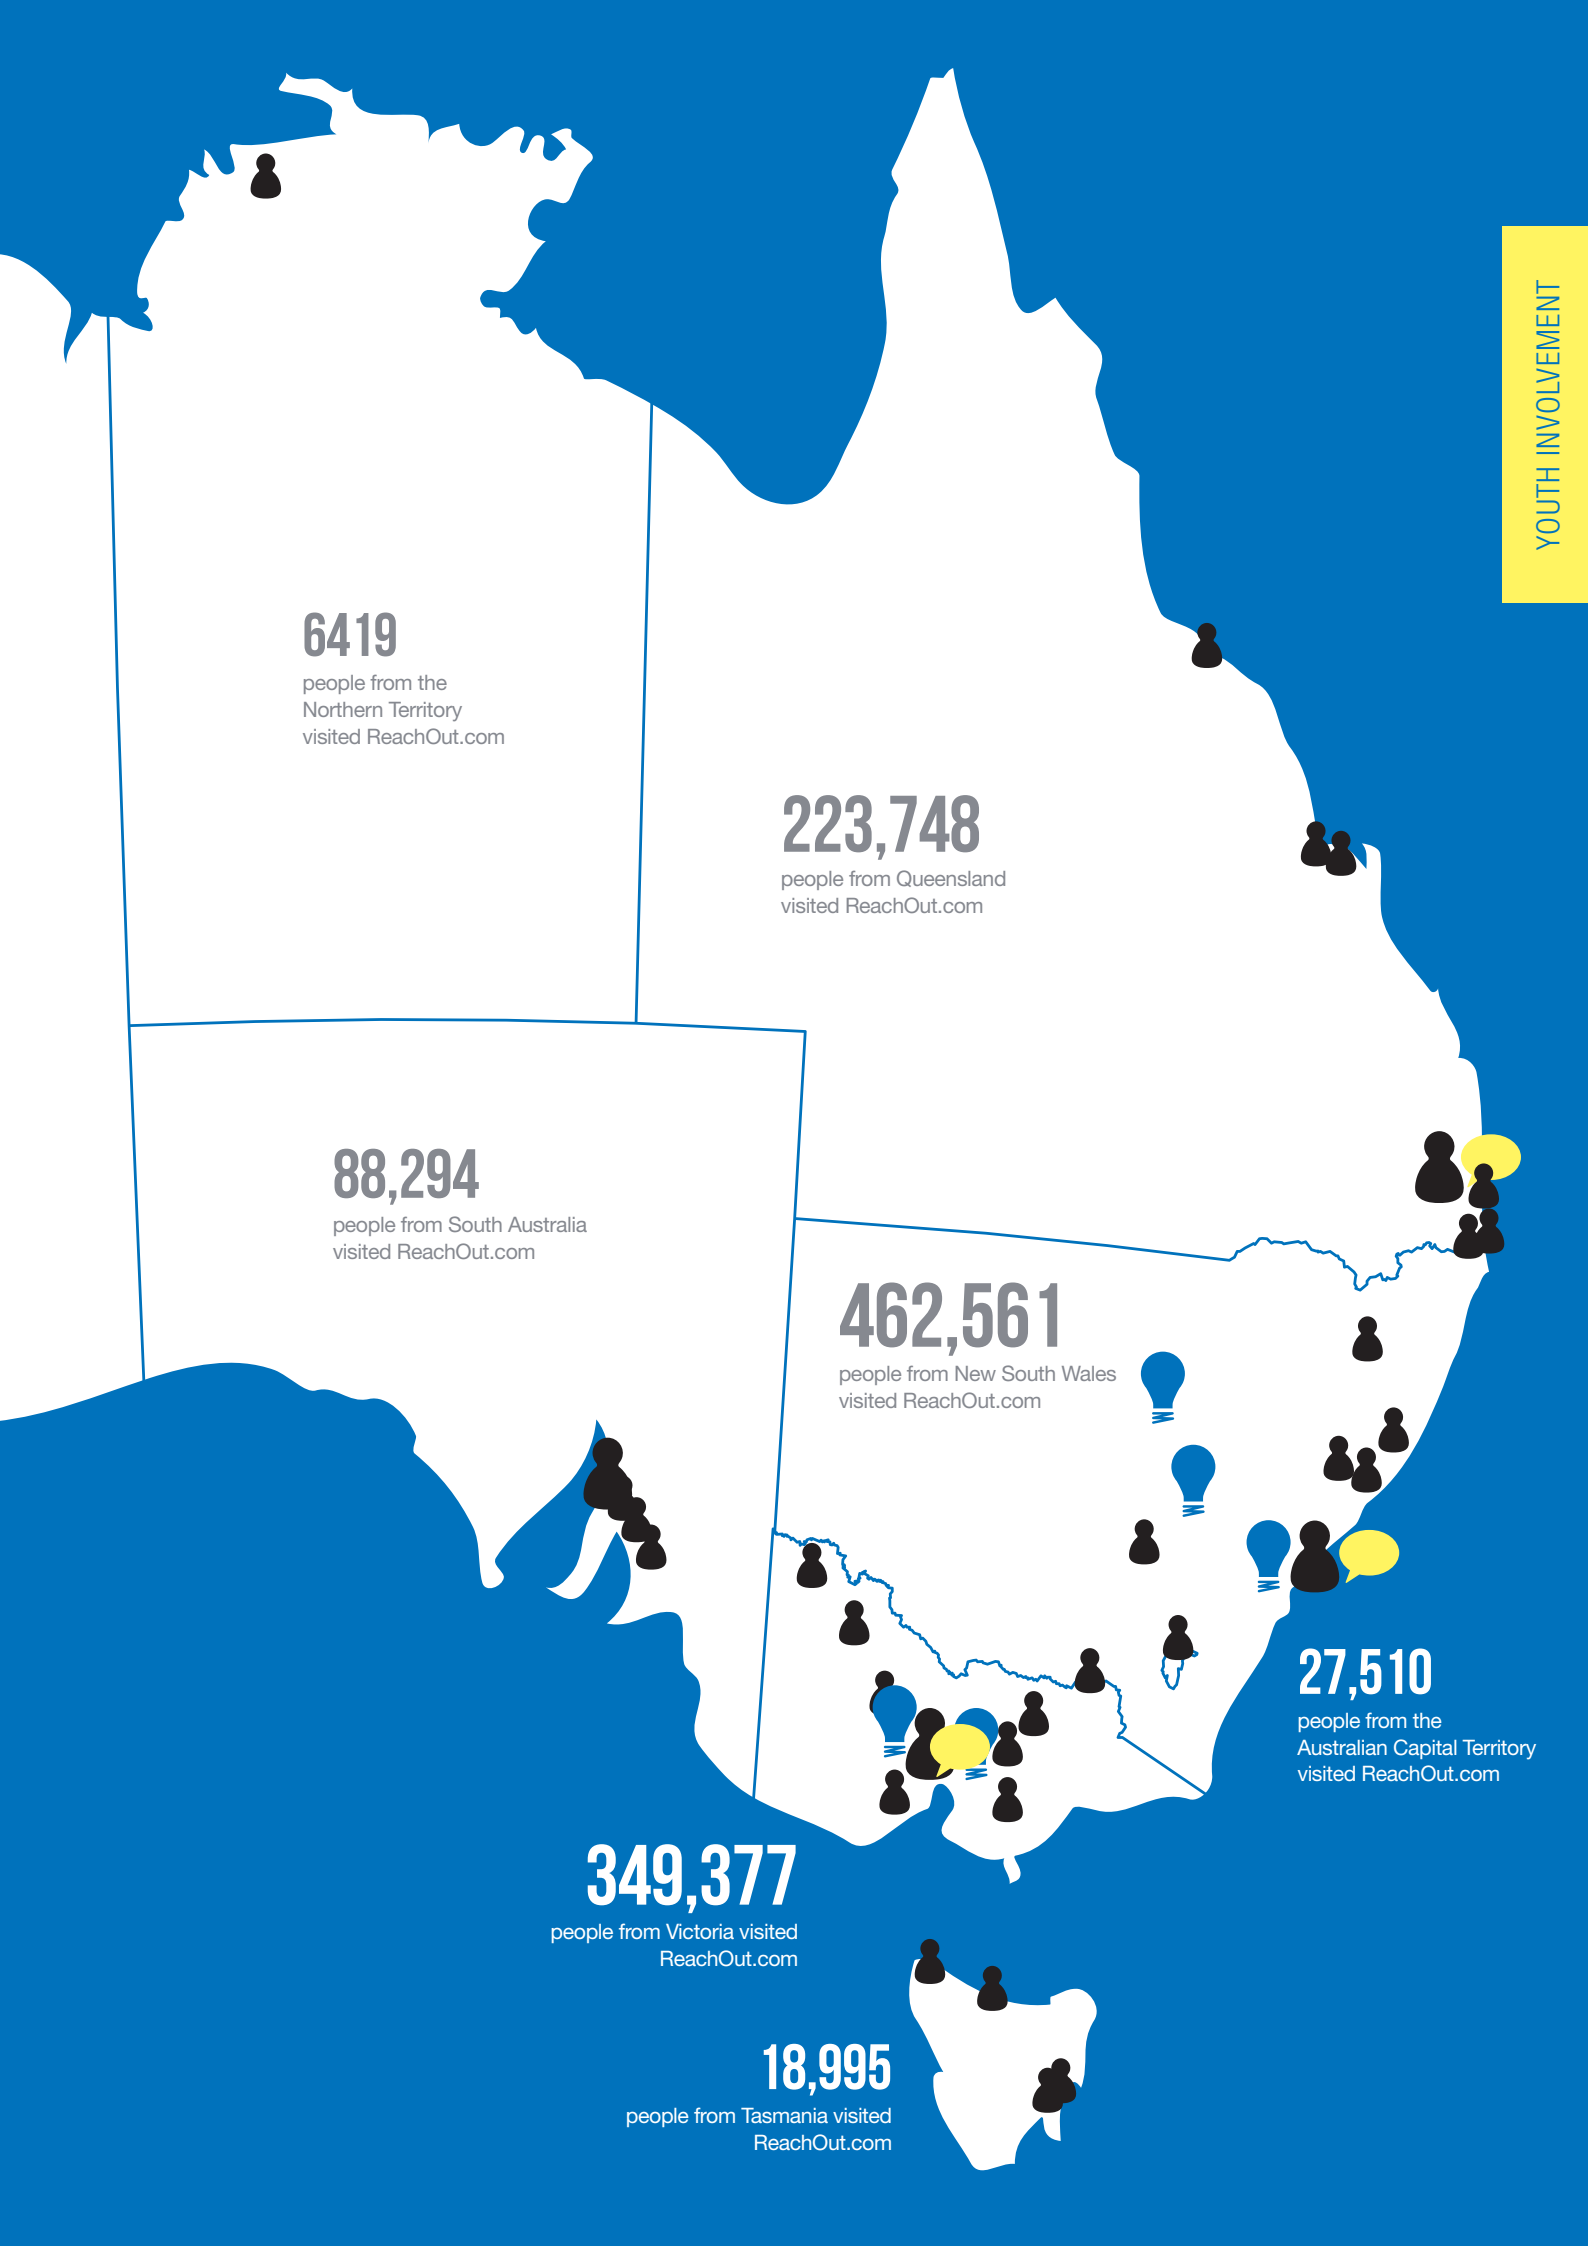 YOUTH INVOLVEMENT
6419
people from the
Northern Territory
visited ReachOut.com
223,748
people from Queensland
visited ReachOut.com
88,294
people from South Australia
visited ReachOut.com
462,561
people from New South Wales
visited ReachOut.com
27,510
people from the
Australian Capital Territory
visited ReachOut.com
349,377
people from Victoria visited
ReachOut.com
18,995
people from Tasmania visited
ReachOut.com